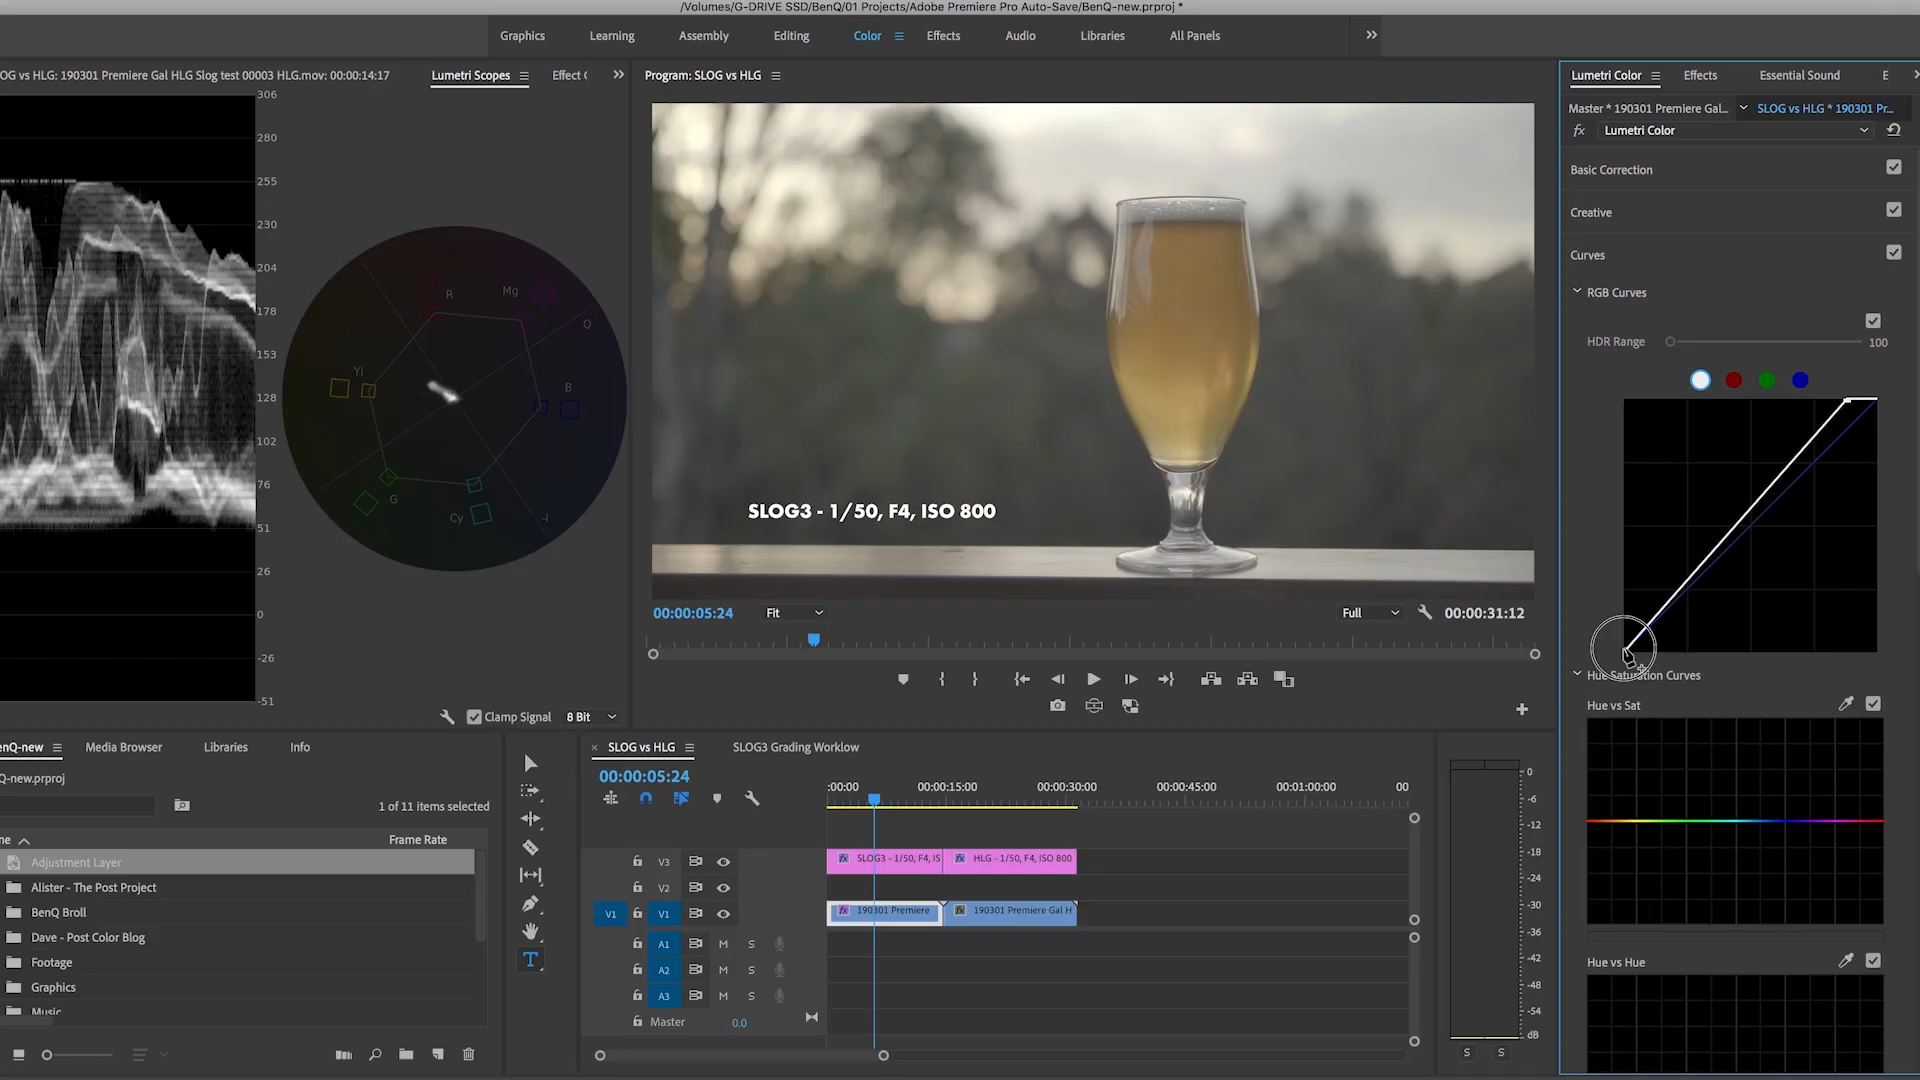 /Volumes/G-DRIVE SSD/BenQ/01 Projects/Adobe Premiere Pro Auto-Save/BenQ-new.prproj *
Graphics Learning Assembly Editing Color Effects Audio Libraries All Panels
OG vs HLG: 190301 Premiere Gal HLG Slog test 00003 HLG.mov: 00:00:14:17
Lumetri Scopes Effect
306
280
255
230
204
178
153
128
102
76
51
26
0
-26
-51
R
Mg
Q
Yl
B
G
Cy
-I
Clamp Signal 8 Bit
Program: SLOG vs HLG
SLOG3 - 1/50, F4, ISO 800
00:00:05:24 Fit Full 00:00:31:12
Lumetri Color Effects Essential Sound E
Master * 190301 Premiere Gal... SLOG vs HLG * 190301 Pr...
fx Lumetri Color
Basic Correction
Creative
Curves
RGB Curves
HDR Range 100
Hue Saturation Curves
Hue vs Sat
Hue vs Hue
enQ-new Media Browser Libraries Info
Q-new.prproj
1 of 11 items selected
me Frame Rate
Adjustment Layer
Alister - The Post Project
BenQ Broll
Dave - Post Color Blog
Footage
Graphics
Music
× SLOG vs HLG SLOG3 Grading Worklow
00:00:05:24
:00:00 00:00:15:00 00:00:30:00 00:00:45:00 00:01:00:00 00
V3 fx SLOG3 - 1/50, F4, IS fx HLG - 1/50, F4, ISO 800
V2
V1 V1 fx 190301 Premiere fx 190301 Premiere Gal H
A1 M S
A2 M S
A3 M S
Master 0.0
T
0
-6
-12
-18
-24
-30
-36
-42
-48
-54
dB
S S